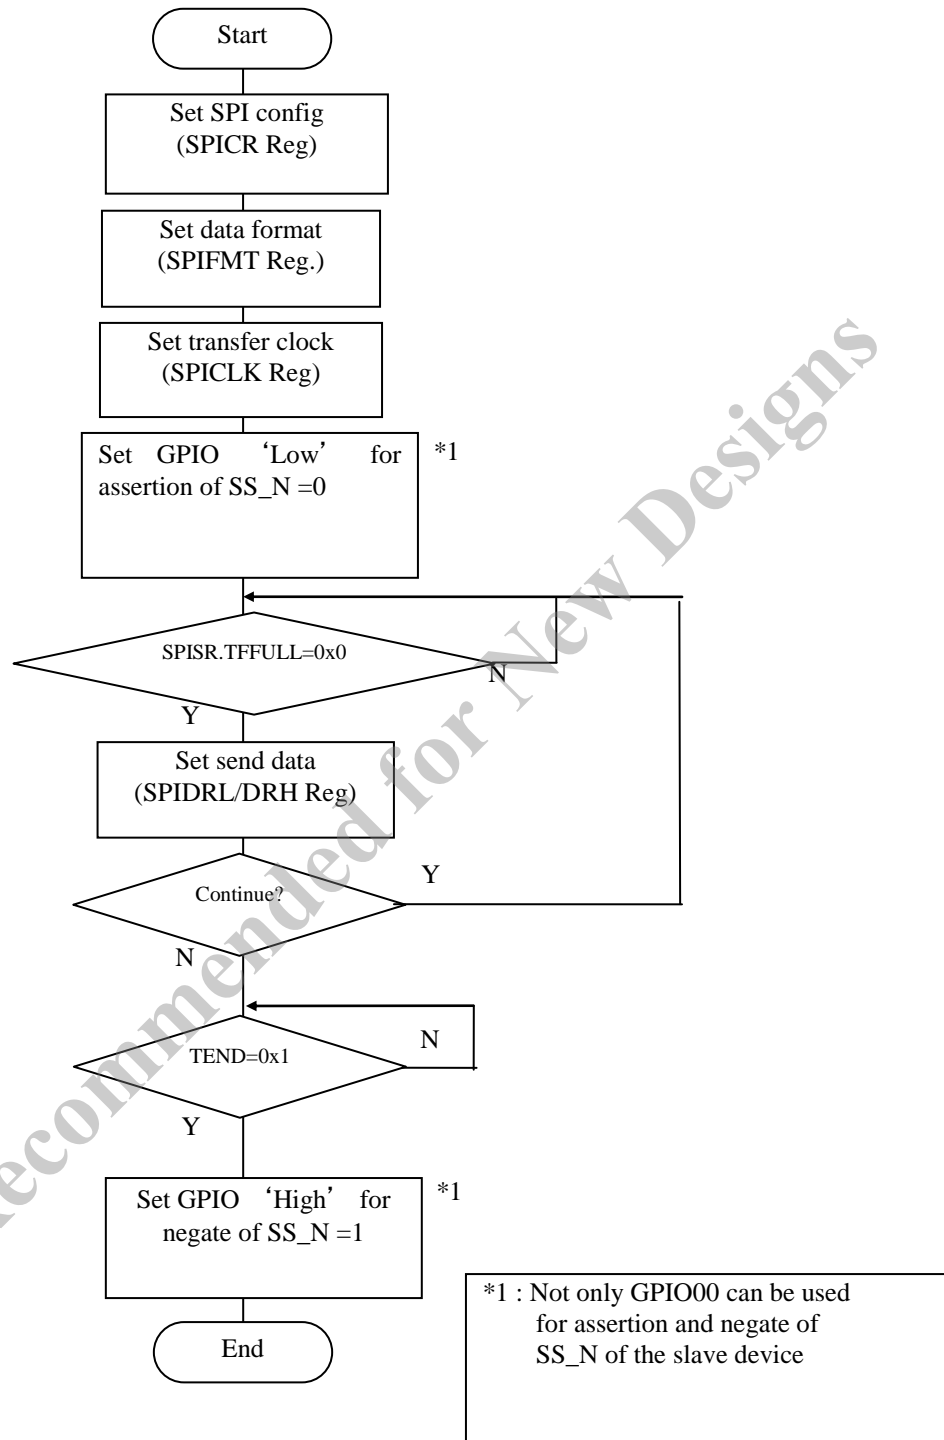 Start
Set SPI config
(SPICR Reg)
Set data format
(SPIFMT Reg.)
Set transfer clock
(SPICLK Reg)
Set GPIO ‘Low’ for
assertion of SS_N =0
*1
SPISR.TFFULL=0x0
N
Y
Set send data
(SPIDRL/DRH Reg)
Continue?
Y
N
TEND=0x1
N
Y
Set GPIO ‘High’ for
negate of SS_N =1
*1
End
*1 : Not only GPIO00 can be used
for assertion and negate of
SS_N of the slave device
Recommended for New Designs